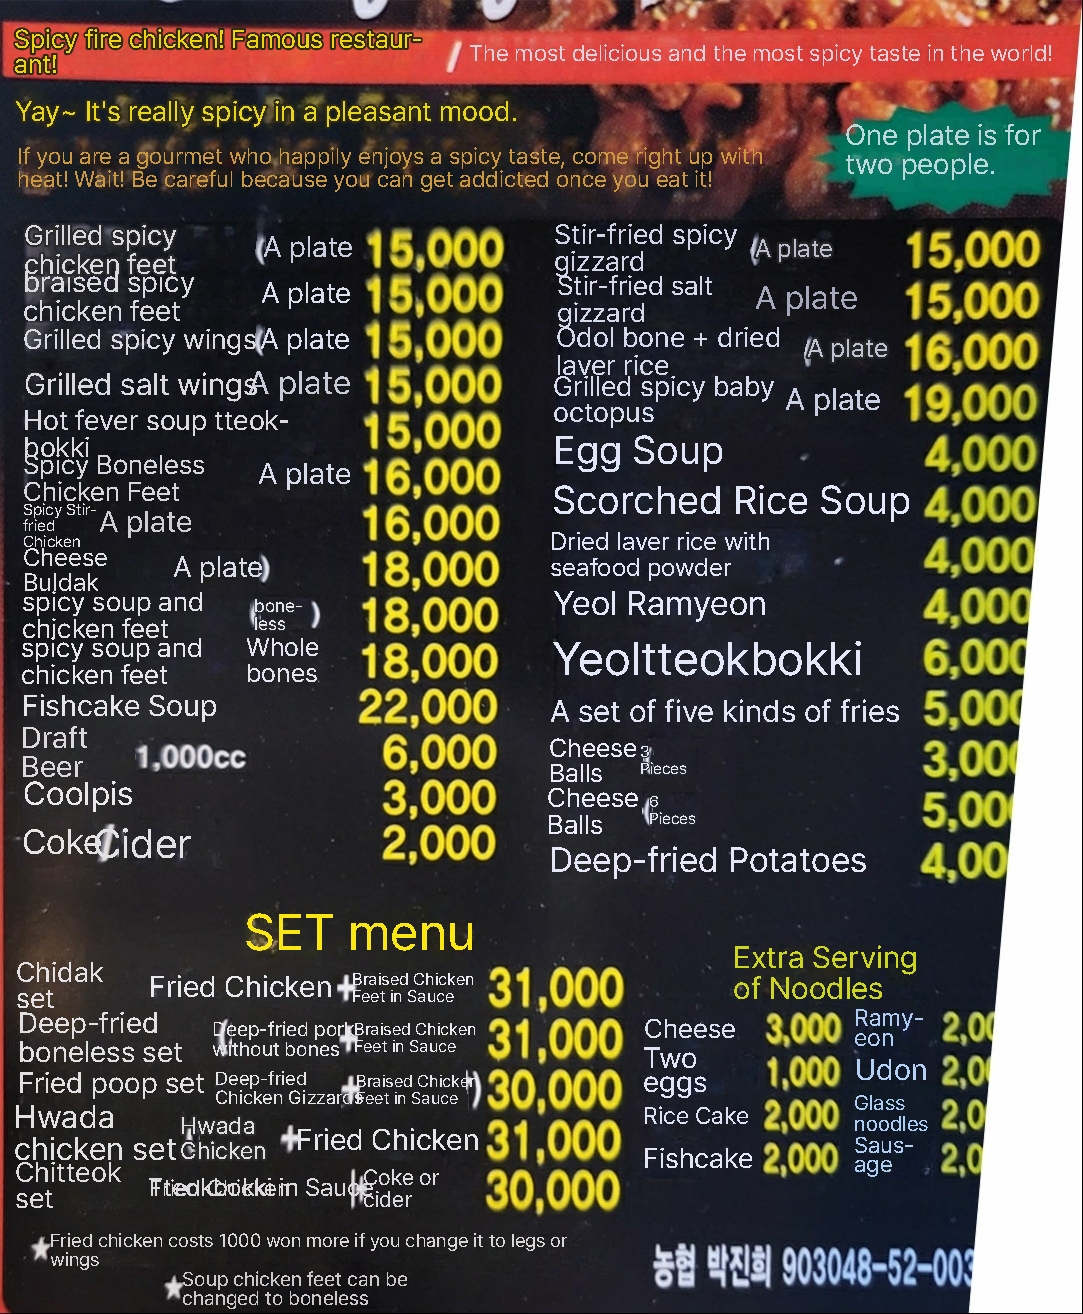 Spicy fire chicken! Famous restaur-
ant!
/ The most delicious and the most spicy taste in the world!
Yay~ It's really spicy in a pleasant mood.
If you are a gourmet who happily enjoys a spicy taste, come right up with
heat! Wait! Be careful because you can get addicted once you eat it!
One plate is for
two people.
Grilled spicy
chicken feet (A plate 15,000
braised spicy
chicken feet A plate 15,000
Grilled spicy wings (A plate 15,000
Grilled salt wings A plate 15,000
Hot fever soup tteok-
bokki 15,000
Spicy Boneless
Chicken Feet A plate 16,000
Spicy Stir-
fried
Chicken A plate 16,000
Cheese
Buldak A plate) 18,000
spicy soup and
chicken feet (bone-
less ) 18,000
spicy soup and
chicken feet Whole
bones 18,000
Fishcake Soup 22,000
Draft
Beer 1,000cc 6,000
Coolpis 3,000
Coke/Cider 2,000
Stir-fried spicy
gizzard (A plate 15,000
Stir-fried salt
gizzard A plate 15,000
Odol bone + dried
laver rice (A plate 16,000
Grilled spicy baby
octopus A plate 19,000
Egg Soup 4,000
Scorched Rice Soup 4,000
Dried laver rice with
seafood powder 4,000
Yeol Ramyeon 4,000
Yeoltteokbokki 6,000
A set of five kinds of fries 5,000
Cheese
Balls 3
Pieces 3,000
Cheese
Balls (6
Pieces 5,00
Deep-fried Potatoes 4,00
SET menu
Chidak
set Fried Chicken + Braised Chicken
Feet in Sauce 31,000
Deep-fried
boneless set (Deep-fried pork
without bones + Braised Chicken
Feet in Sauce 31,000
Fried poop set Deep-fried
Chicken Gizzards + Braised Chicken
Feet in Sauce ) 30,000
Hwada
chicken set Hwada
Chicken + Fried Chicken 31,000
Chitteok
set Fried Chicken Tteokbokki in Sauce + Coke or
cider 30,000
Extra Serving
of Noodles
Cheese 3,000
Two
eggs 1,000
Rice Cake 2,000
Fishcake 2,000
Ramy-
eon 2,00
Udon 2,0
Glass
noodles 2,0
Saus-
age 2,0
★Fried chicken costs 1000 won more if you change it to legs or
wings
★Soup chicken feet can be
changed to boneless
농협 박진희 903048-52-003